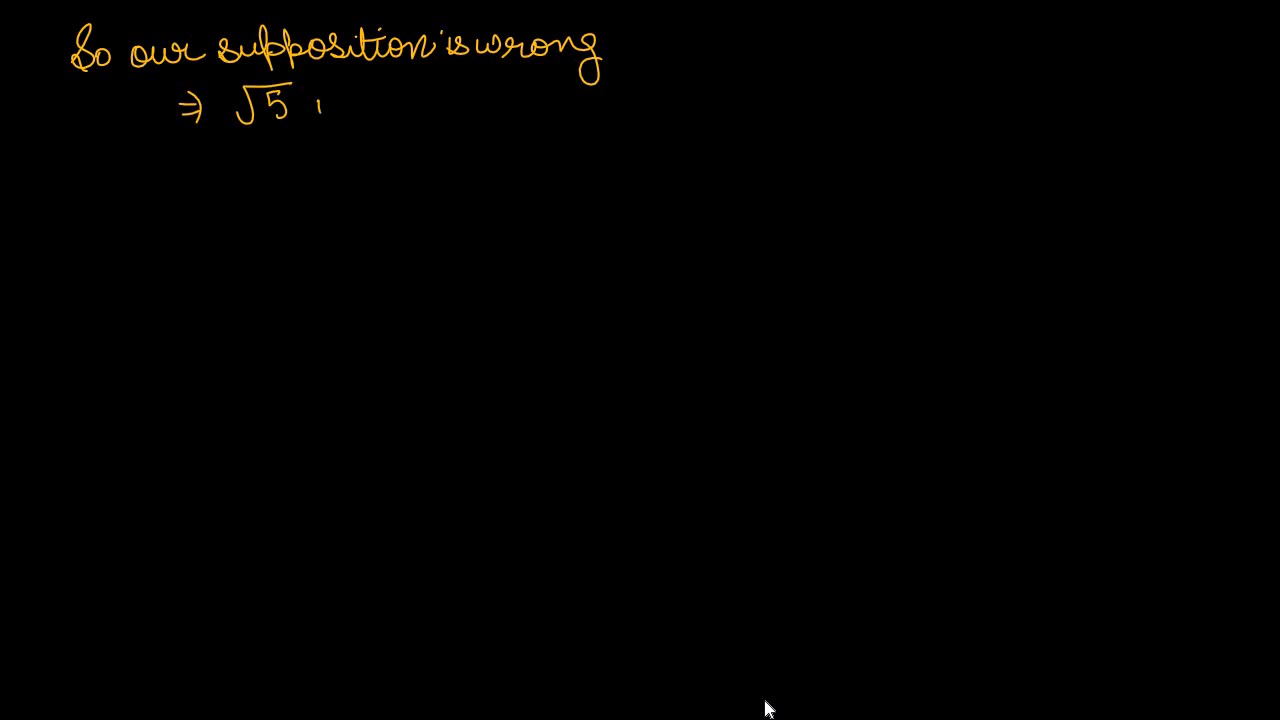 So our supposition is wrong
⇒ √5 ı